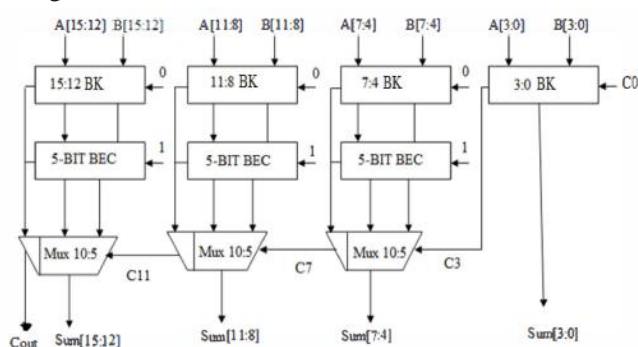 A[15:12] B[15:12] A[11:8] B[11:8] A[7:4] B[7:4] A[3:0] B[3:0]
0 0 0
15:12 BK 11:8 BK 7:4 BK 3:0 BK C0
1 1 1
5-BIT BEC 5-BIT BEC 5-BIT BEC
Mux 10:5 Mux 10:5 Mux 10:5
C11 C7 C3
Cout Sum[15:12] Sum[11:8] Sum[7:4] Sum[3:0]